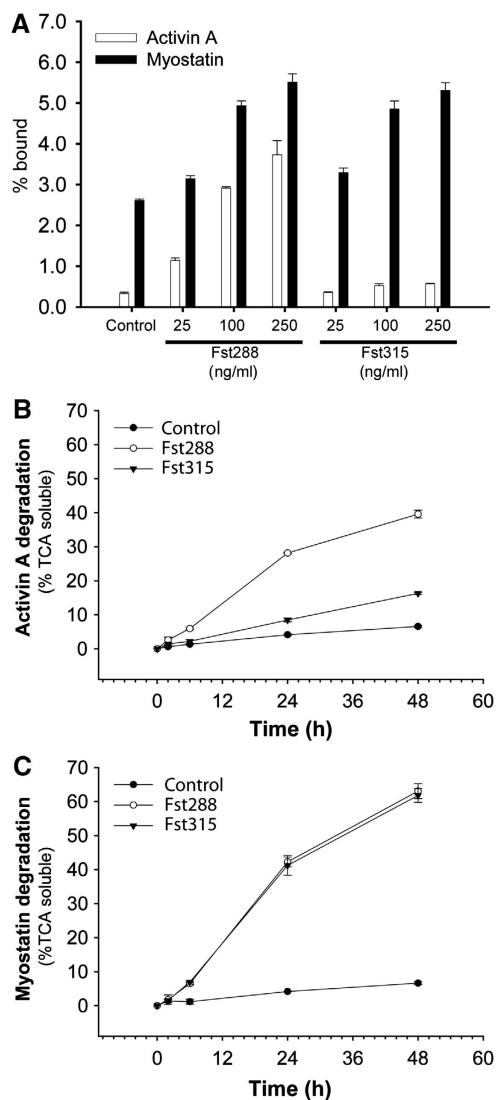 A
Activin A
Myostatin
% bound
7.0
6.0
5.0
4.0
3.0
2.0
1.0
0.0
Control 25 100 250 25 100 250
Fst288 Fst315
(ng/ml) (ng/ml)
B
Control
Fst288
Fst315
Activin A degradation
(% TCA soluble)
70
60
50
40
30
20
10
0
0 12 24 36 48 60
Time (h)
C
Control
Fst288
Fst315
Myostatin degradation
(%TCA soluble)
70
60
50
40
30
20
10
0
0 12 24 36 48 60
Time (h)